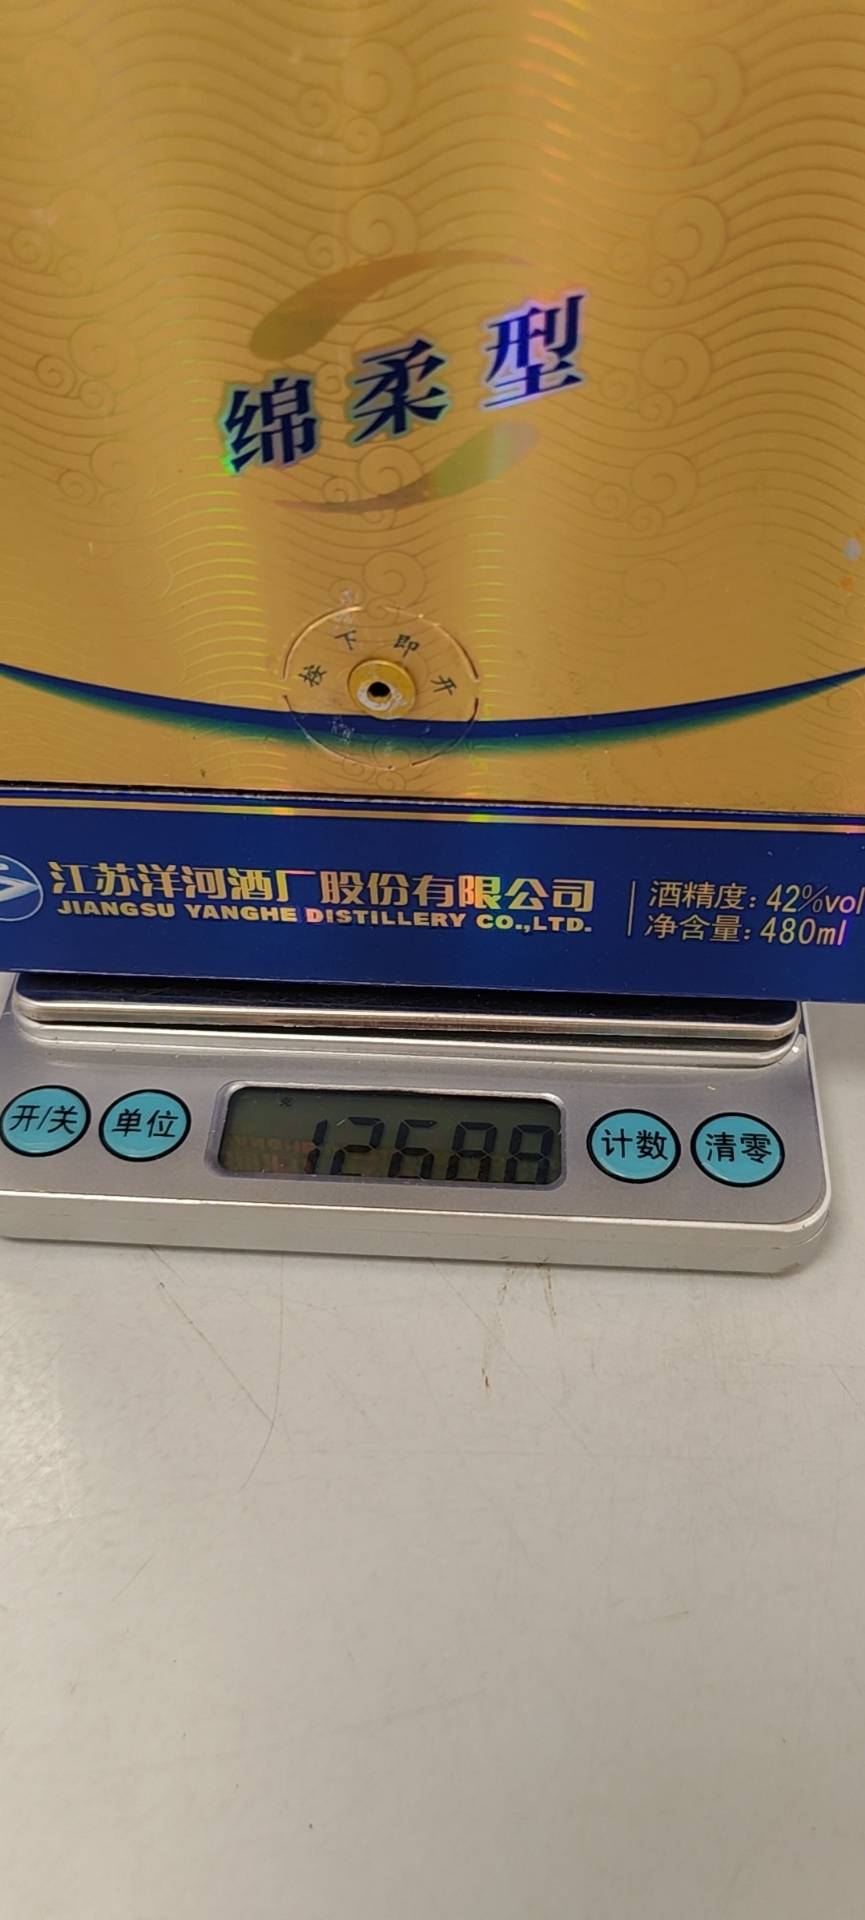 绵柔型
按下即开
江苏洋河酒厂股份有限公司
JIANGSU YANGHE DISTILLERY CO.,LTD.
酒精度：42%vol
净含量：480ml
开/关
单位
克
计数
清零